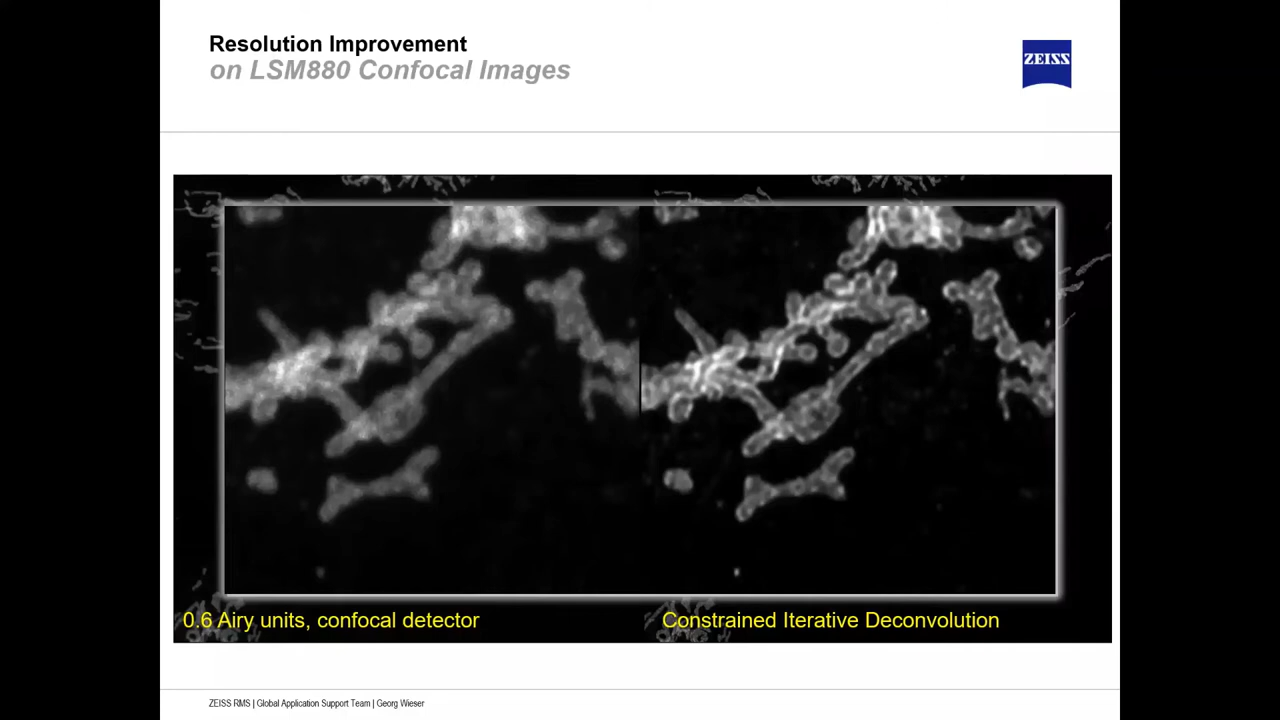 Resolution Improvement
on LSM880 Confocal Images
ZEISS
0.6 Airy units, confocal detector
Constrained Iterative Deconvolution
ZEISS RMS | Global Application Support Team | Georg Wieser